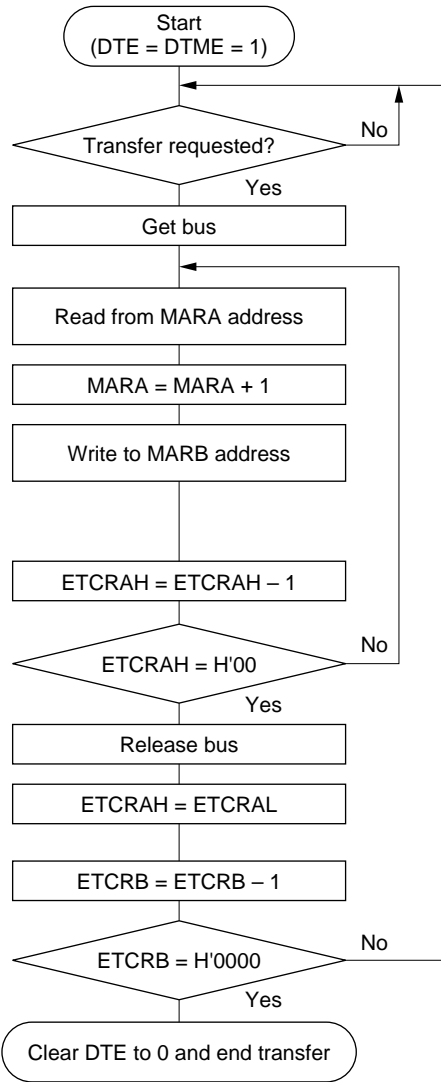 Start
(DTE = DTME = 1)
Transfer requested?
No
Yes
Get bus
Read from MARA address
MARA = MARA + 1
Write to MARB address
ETCRAH = ETCRAH – 1
ETCRAH = H'00
No
Yes
Release bus
ETCRAH = ETCRAL
ETCRB = ETCRB – 1
ETCRB = H'0000
No
Yes
Clear DTE to 0 and end transfer